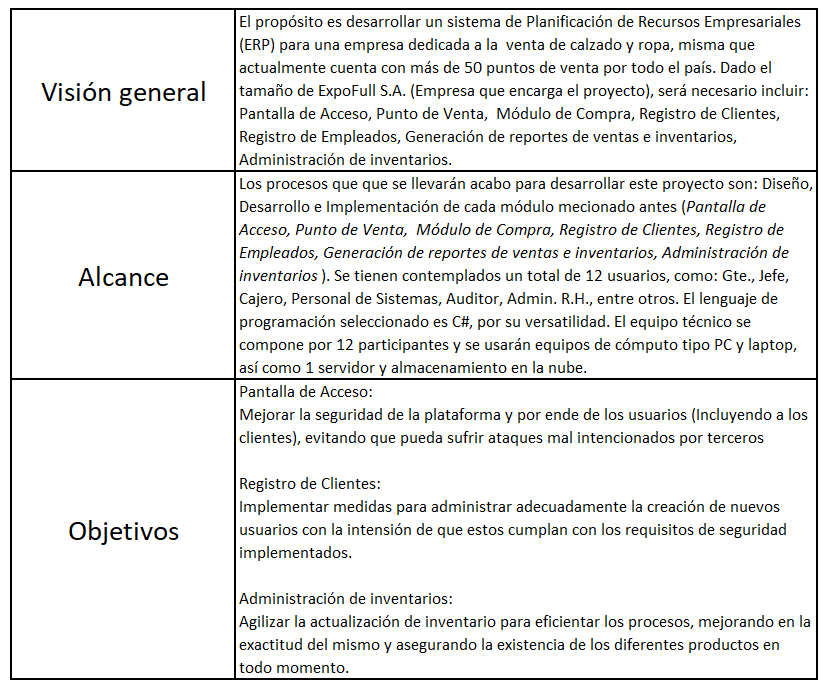 Visión general
El propósito es desarrollar un sistema de Planificación de Recursos Empresariales
(ERP) para una empresa dedicada a la  venta de calzado y ropa, misma que
actualmente cuenta con más de 50 puntos de venta por todo el país. Dado el
tamaño de ExpoFull S.A. (Empresa que encarga el proyecto), será necesario incluir:
Pantalla de Acceso, Punto de Venta,  Módulo de Compra, Registro de Clientes,
Registro de Empleados, Generación de reportes de ventas e inventarios,
Administración de inventarios.
Alcance
Los procesos que que se llevarán acabo para desarrollar este proyecto son: Diseño,
Desarrollo e Implementación de cada módulo mecionado antes (Pantalla de
Acceso, Punto de Venta,  Módulo de Compra, Registro de Clientes, Registro de
Empleados, Generación de reportes de ventas e inventarios, Administración de
inventarios ). Se tienen contemplados un total de 12 usuarios, como: Gte., Jefe,
Cajero, Personal de Sistemas, Auditor, Admin. R.H., entre otros. El lenguaje de
programación seleccionado es C#, por su versatilidad. El equipo técnico se
compone por 12 participantes y se usarán equipos de cómputo tipo PC y laptop,
así como 1 servidor y almacenamiento en la nube.
Objetivos
Pantalla de Acceso:
Mejorar la seguridad de la plataforma y por ende de los usuarios (Incluyendo a los
clientes), evitando que pueda sufrir ataques mal intencionados por terceros
Registro de Clientes:
Implementar medidas para administrar adecuadamente la creación de nuevos
usuarios con la intensión de que estos cumplan con los requisitos de seguridad
implementados.
Administración de inventarios:
Agilizar la actualización de inventario para eficientar los procesos, mejorando en la
exactitud del mismo y asegurando la existencia de los diferentes productos en
todo momento.